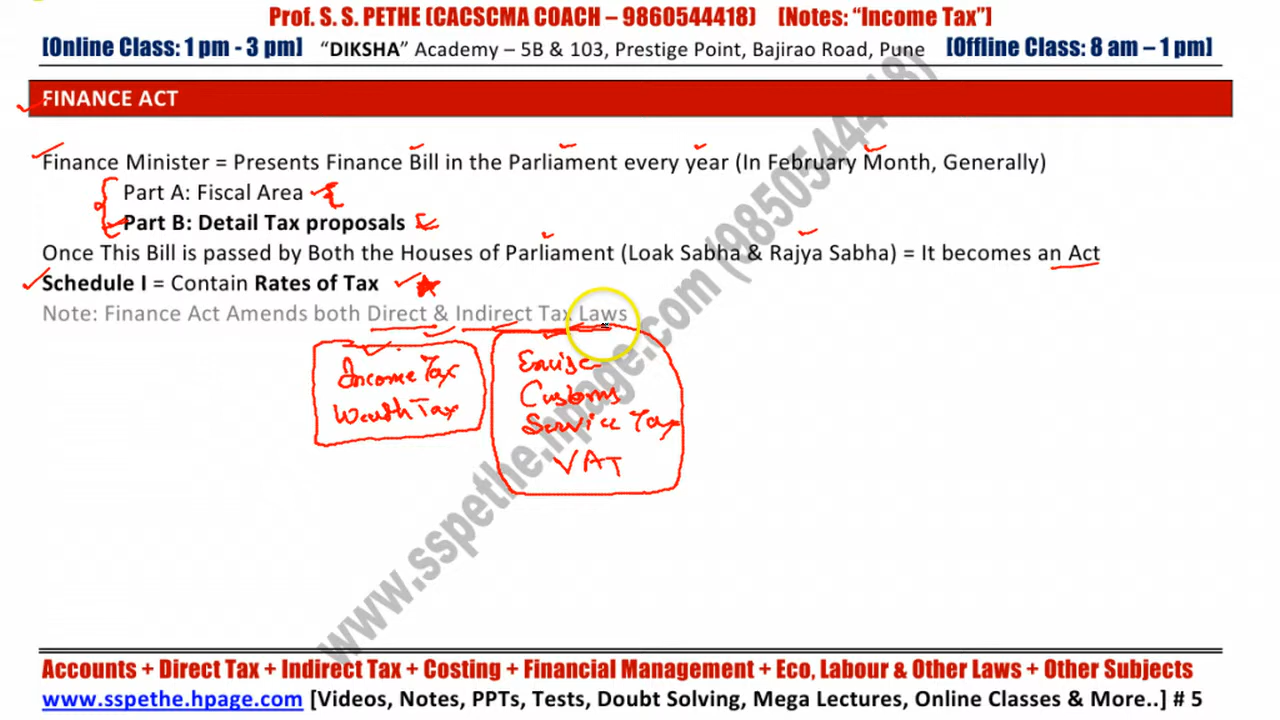 Prof. S. S. PETHE (CACSCMA COACH – 9860544418) [Notes: “Income Tax”]
[Online Class: 1 pm - 3 pm] “DIKSHA” Academy – 5B & 103, Prestige Point, Bajirao Road, Pune [Offline Class: 8 am – 1 pm]
FINANCE ACT
Finance Minister = Presents Finance Bill in the Parliament every year (In February Month, Generally)
Part A: Fiscal Area
Part B: Detail Tax proposals
Once This Bill is passed by Both the Houses of Parliament (Loak Sabha & Rajya Sabha) = It becomes an Act
Schedule I = Contain Rates of Tax
Note: Finance Act Amends both Direct & Indirect Tax Laws
Income Tax
Wealth Tax
Excise
Customs
Service Tax
VAT
www.sspethe.hpage.com (9850544418)
Accounts + Direct Tax + Indirect Tax + Costing + Financial Management + Eco, Labour & Other Laws + Other Subjects
www.sspethe.hpage.com [Videos, Notes, PPTs, Tests, Doubt Solving, Mega Lectures, Online Classes & More..] # 5